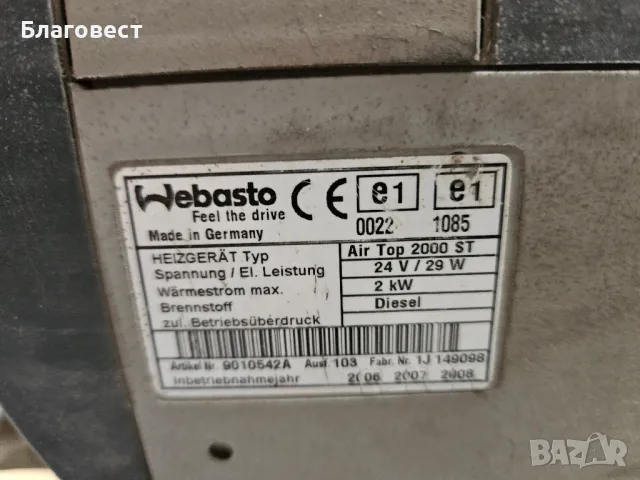 Благовест
Webasto
Feel the drive
CE e1 e1
0022 1085
Made in Germany
HEIZGERÄT Typ Air Top 2000 ST
Spannung / El. Leistung 24 V / 29 W
Wärmestrom max. 2 kW
Brennstoff Diesel
zul. Betriebsüberdruck
Artikel Nr. 9010542A Ausf. 103 Fabr. Nr. 1J 149098
Inbetriebnahmejahr 2006 2007 2008
BAZAR